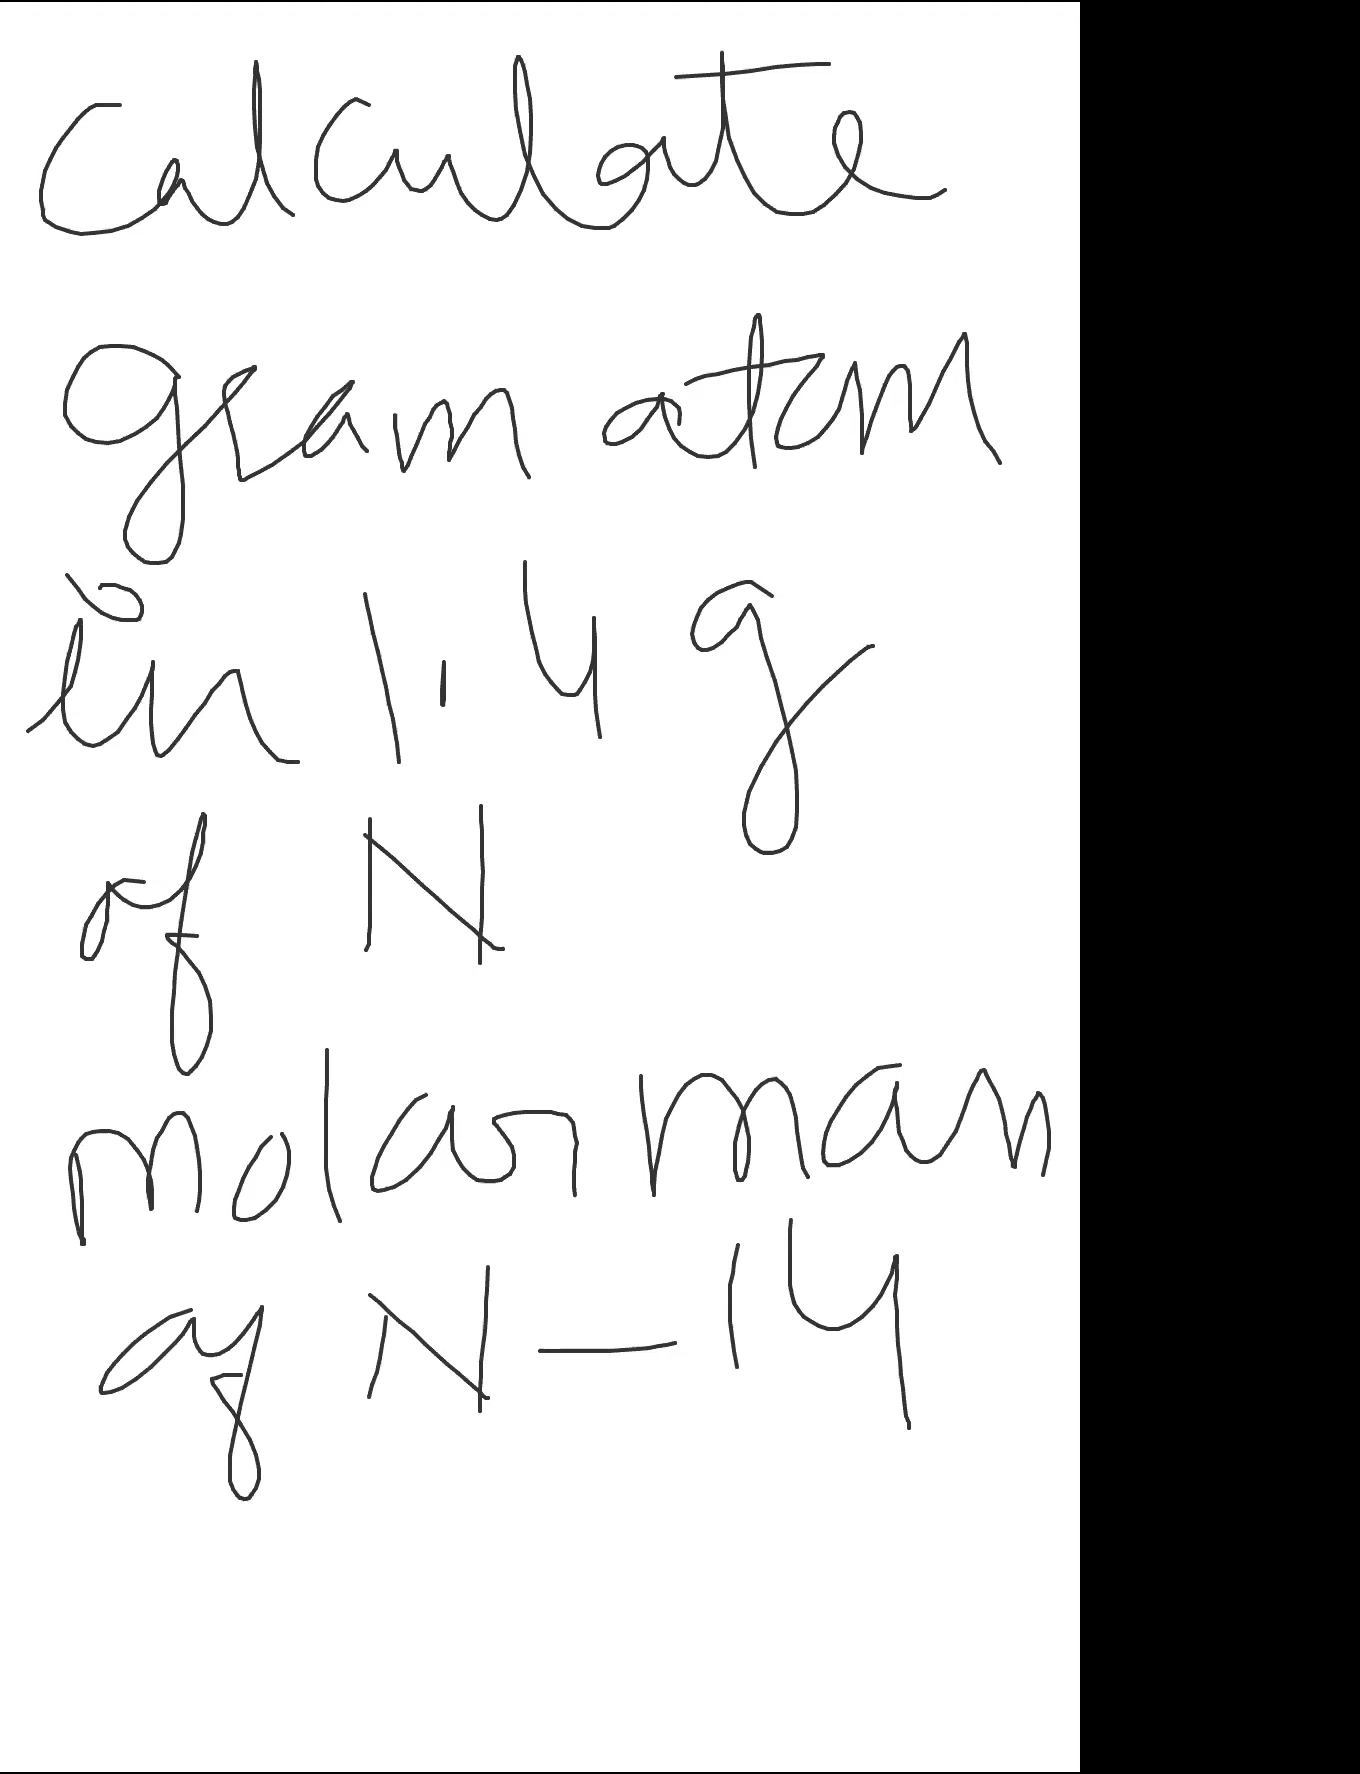 calculate
gram atom
in 1.4 g
of N
molar mass
of N - 14